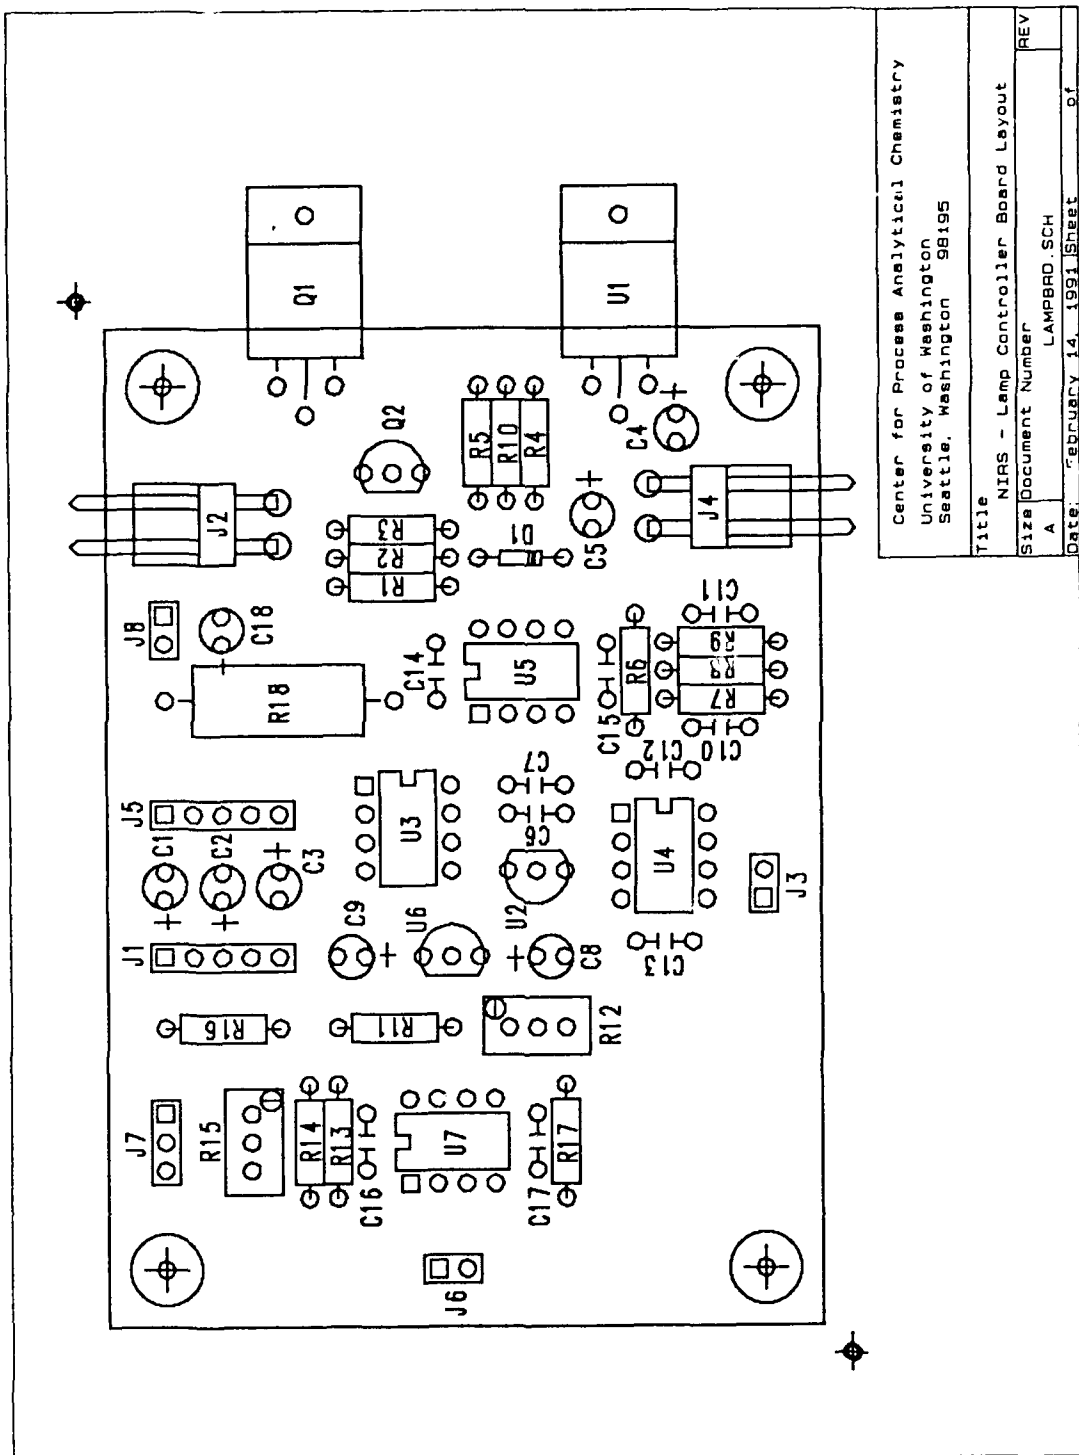 J7
J1
J5
J8
C1
R15
R16
C2
J2
C18
R18
Q1
R14
C3
R13
C9
C16
R11
R1
R2
R3
Q2
U6
U3
C14
J6
U7
R5
R10
R4
U2
C6
C7
U5
D1
C17
R17
C8
C5
R12
C15
R6
U1
C4
C13
U4
C12
C10
R7
R8
R9
C11
J4
J3
Center for Process Analytical Chemistry
University of Washington
Seattle, Washington 98195
Title
NIRS - Lamp Controller Board Layout
Size Document Number REV
A LAMPBRD.SCH
Date: February 14, 1991 Sheet of